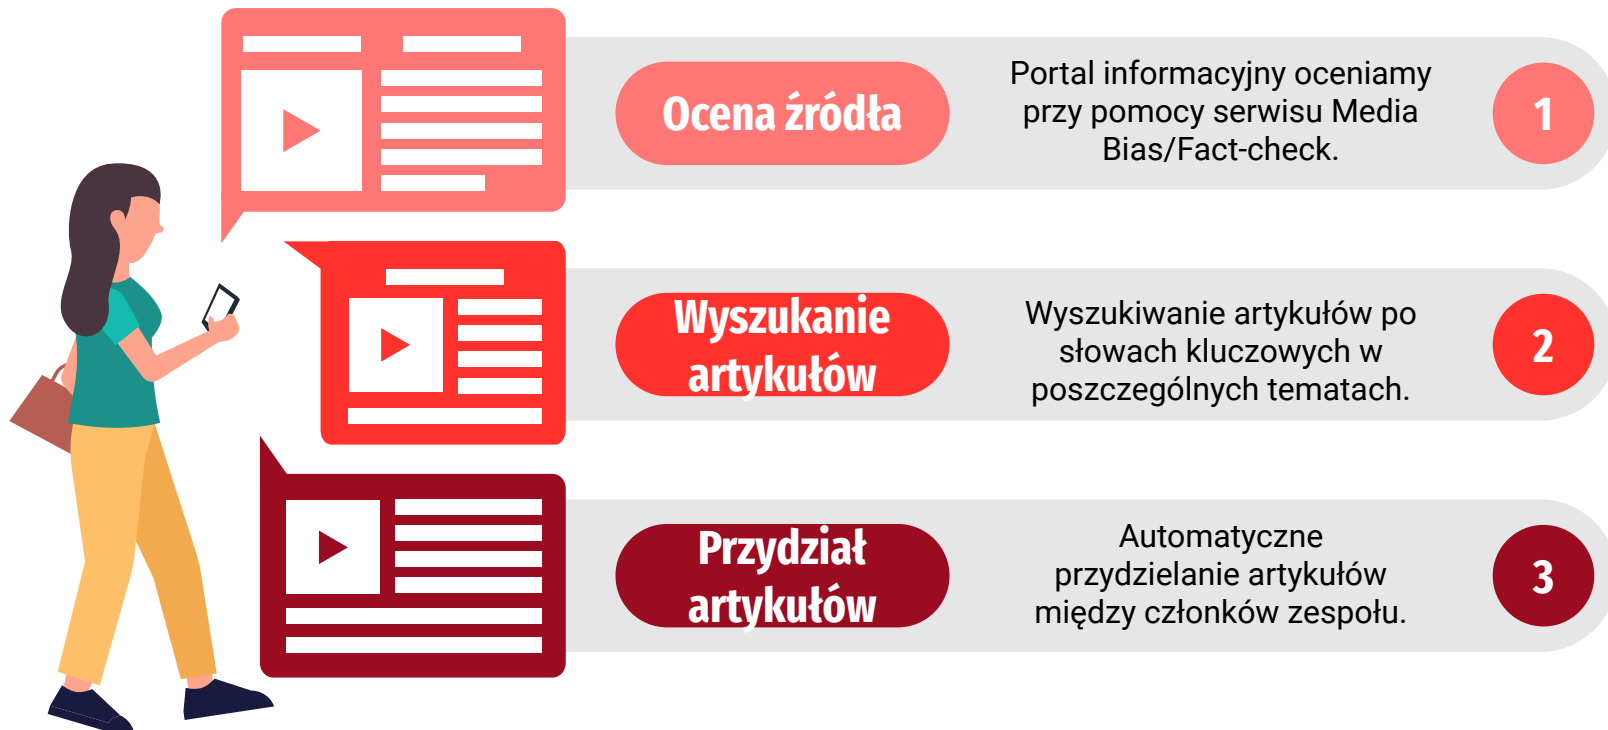 Ocena źródła
Portal informacyjny oceniamy
przy pomocy serwisu Media
Bias/Fact-check.
1
Wyszukanie
artykułów
Wyszukiwanie artykułów po
słowach kluczowych w
poszczególnych tematach.
2
Przydział
artykułów
Automatyczne
przydzielanie artykułów
między członków zespołu.
3